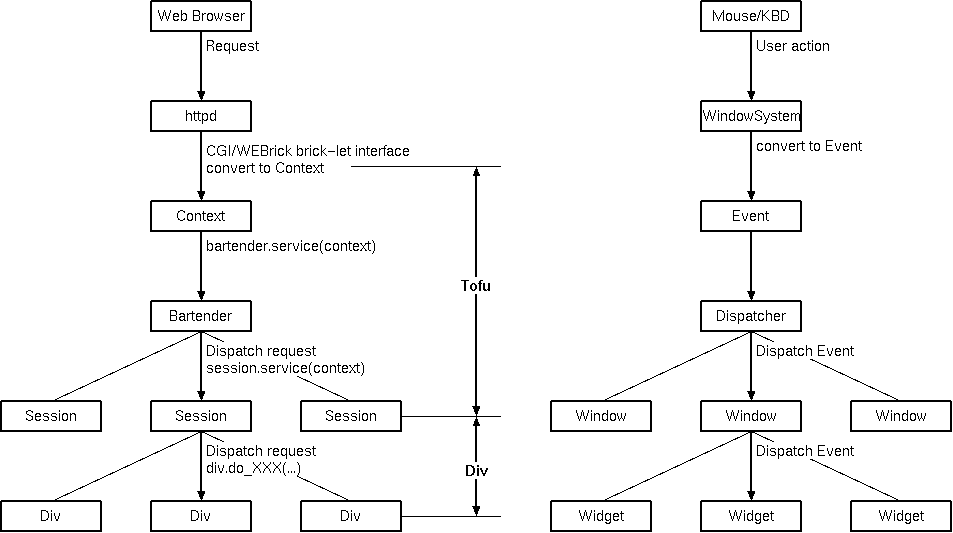 Web Browser
Request
httpd
CGI/WEBrick brick-let interface
convert to Context
Context
bartender.service(context)
Bartender
Dispatch request
session.service(context)
Session
Session
Session
Dispatch request
div.do_XXX(...)
Div
Div
Div
Tofu
Div
Mouse/KBD
User action
WindowSystem
convert to Event
Event
Dispatcher
Dispatch Event
Window
Window
Window
Dispatch Event
Widget
Widget
Widget